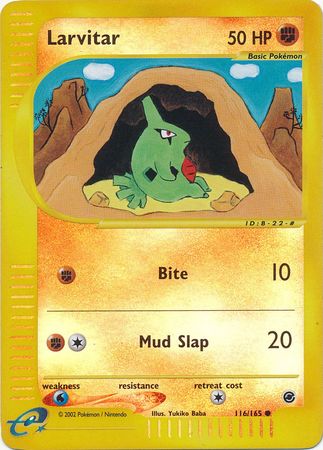 Larvitar 50 HP
Basic Pokémon
ID:B-22-#
Bite 10
Mud Slap 20
weakness resistance retreat cost
© 2002 Pokémon / Nintendo Illus. Yukiko Baba 116/165 ●
e